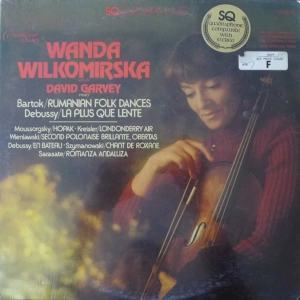 SQ
SQ
quadraphonic
compatible
with
stereo
F
WANDA
WILKOMIRSKA
DAVID GARVEY
PIANO
Bartok/RUMANIAN FOLK DANCES
Debussy/LA PLUS QUE LENTE
Moussorgsky/HOPAK • Kreisler/LONDONDERRY AIR
Wieniawski/SECOND POLONAISE BRILLANTE, OBERTAS
Debussy/EN BATEAU • Szymanowski/CHANT DE ROXANE
Sarasate/ROMANZA ANDALUZA